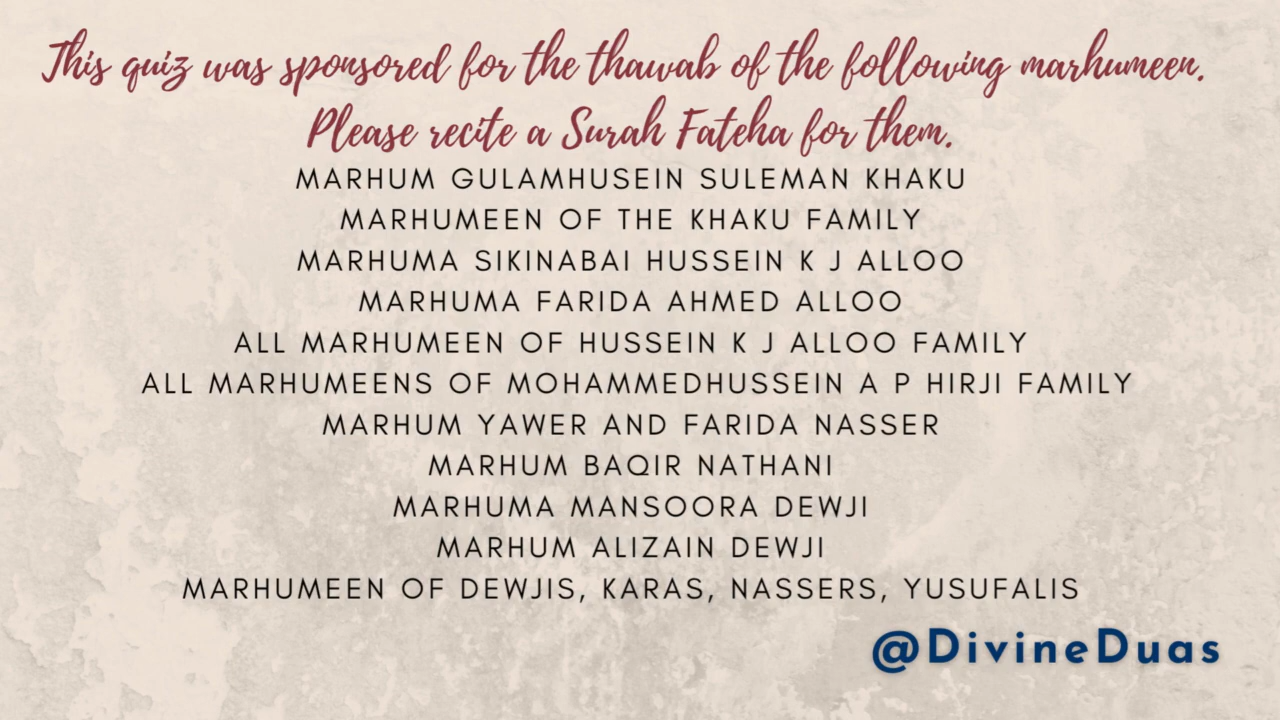 This quiz was sponsored for the thawab of the following marhumeen.
Please recite a Surah Fateha for them.
MARHUM GULAMHUSEIN SULEMAN KHAKU
MARHUMEEN OF THE KHAKU FAMILY
MARHUMA SIKINABAI HUSSEIN K J ALLOO
MARHUMA FARIDA AHMED ALLOO
ALL MARHUMEEN OF HUSSEIN K J ALLOO FAMILY
ALL MARHUMEENS OF MOHAMMEDHUSSEIN A P HIRJI FAMILY
MARHUM YAWER AND FARIDA NASSER
MARHUM BAQIR NATHANI
MARHUMA MANSOORA DEWJI
MARHUM ALIZAIN DEWJI
MARHUMEEN OF DEWJIS, KARAS, NASSERS, YUSUFALIS
@DivineDuas